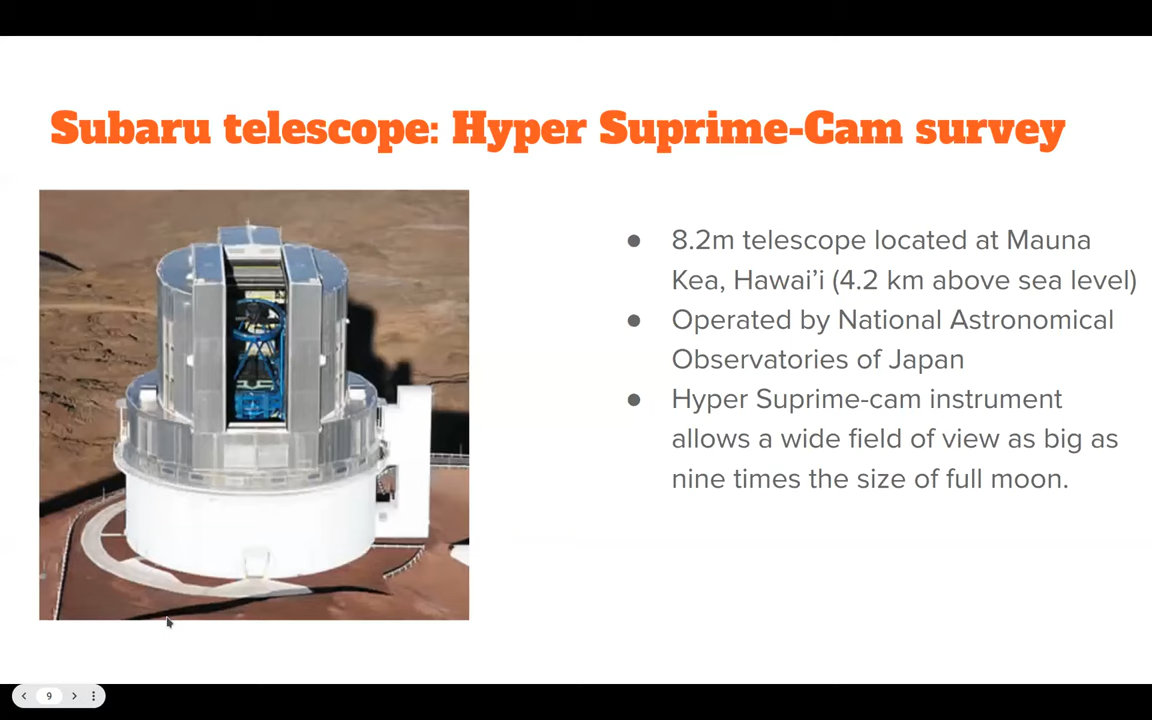 Subaru telescope: Hyper Suprime-Cam survey
● 8.2m telescope located at Mauna
Kea, Hawai’i (4.2 km above sea level)
● Operated by National Astronomical
Observatories of Japan
● Hyper Suprime-cam instrument
allows a wide field of view as big as
nine times the size of full moon.
9